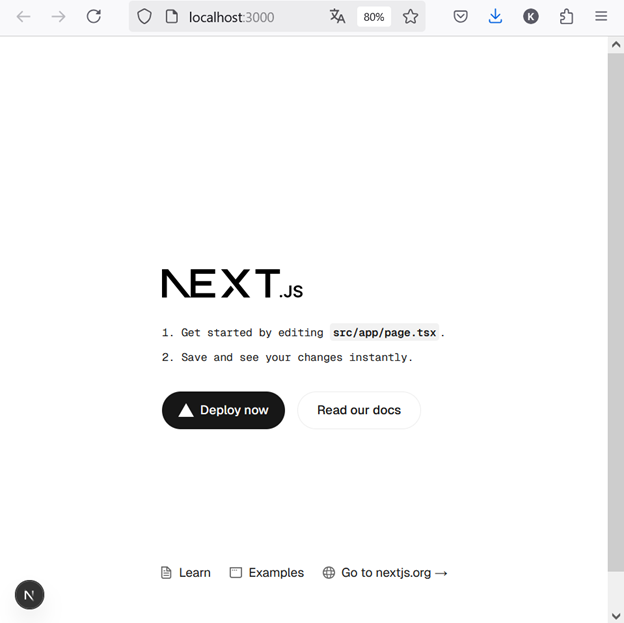 localhost:3000
80%
K
NEXT.JS
1. Get started by editing src/app/page.tsx.
2. Save and see your changes instantly.
Deploy now
Read our docs
Learn
Examples
Go to nextjs.org →
N